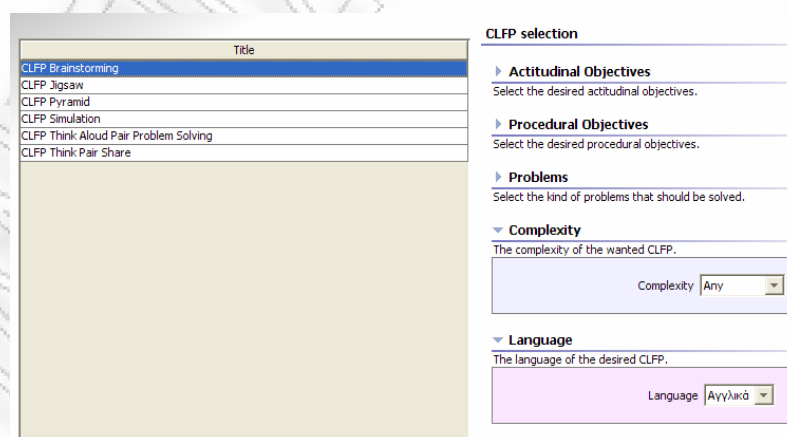 Title
CLFP Brainstorming
CLFP Jigsaw
CLFP Pyramid
CLFP Simulation
CLFP Think Aloud Pair Problem Solving
CLFP Think Pair Share
CLFP selection
Actitudinal Objectives
Select the desired actitudinal objectives.
Procedural Objectives
Select the desired procedural objectives.
Problems
Select the kind of problems that should be solved.
Complexity
The complexity of the wanted CLFP.
Complexity Any
Language
The language of the desired CLFP.
Language Αγγλικά